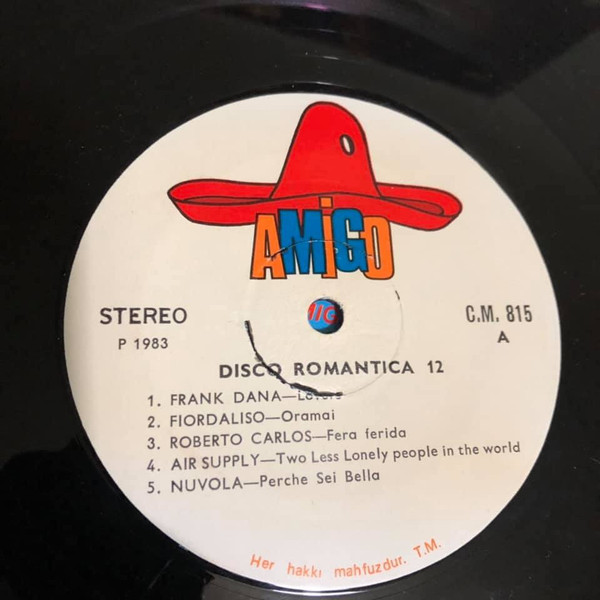 AMiGO
STEREO
P 1983
C.M. 815
A
DISCO ROMANTICA 12
1. FRANK DANA—Lovers
2. FIORDALISO—Oramai
3. ROBERTO CARLOS—Fera ferida
4. AIR SUPPLY—Two Less Lonely people in the world
5. NUVOLA—Perche Sei Bella
Her hakkı mahfuzdur. T.M.